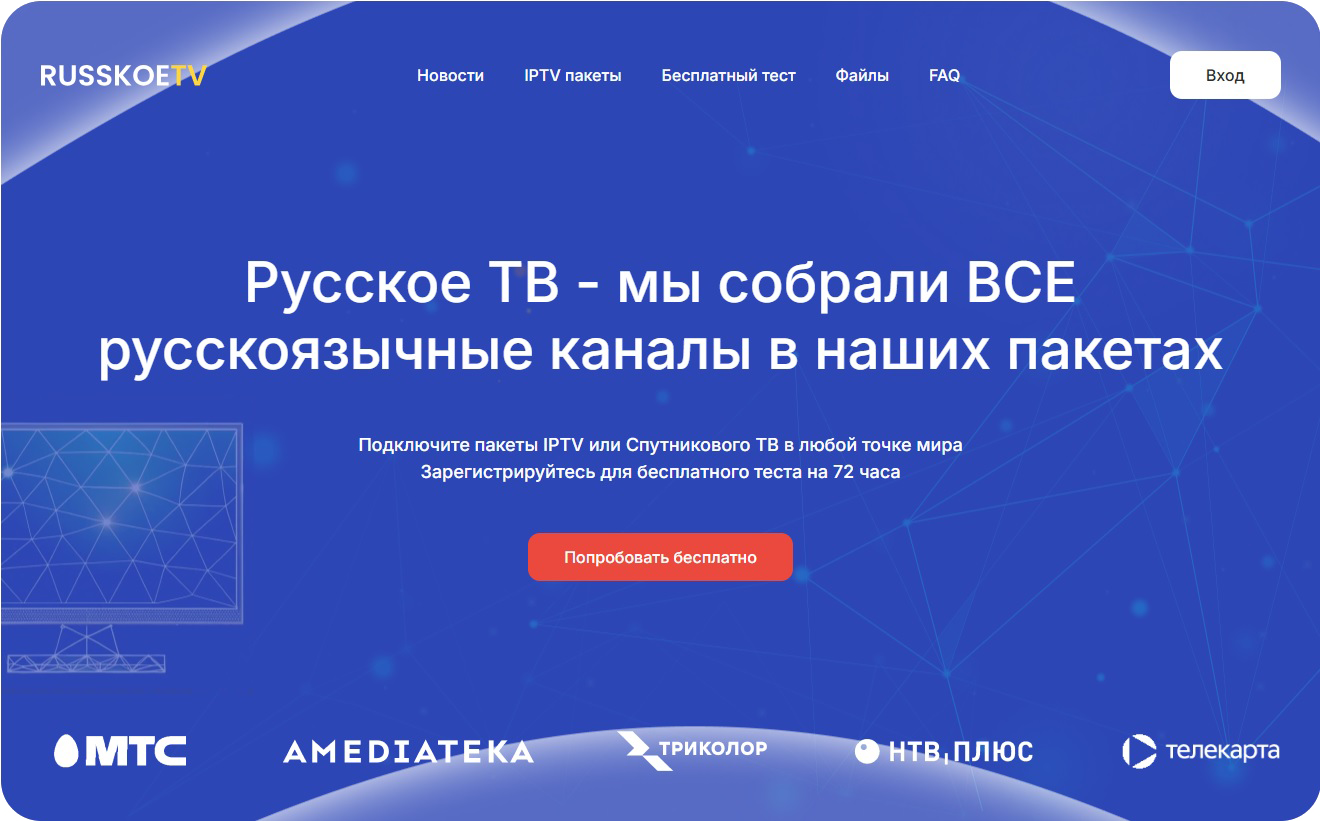 RUSSKOETV
Новости
IPTV пакеты
Бесплатный тест
Файлы
FAQ
Вход
Русское ТВ - мы собрали ВСЕ
русскоязычные каналы в наших пакетах
Подключите пакеты IPTV или Спутникового ТВ в любой точке мира
Зарегистрируйтесь для бесплатного теста на 72 часа
Попробовать бесплатно
МТС
AMEDIATEKA
ТРИКОЛОР
НТВ ПЛЮС
телекарта